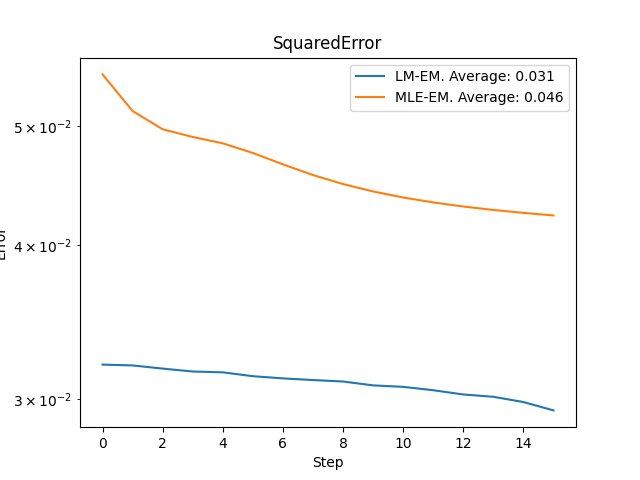 SquaredError
LM-EM. Average: 0.031
MLE-EM. Average: 0.046
5 × 10⁻²
4 × 10⁻²
3 × 10⁻²
Error
0 2 4 6 8 10 12 14
Step